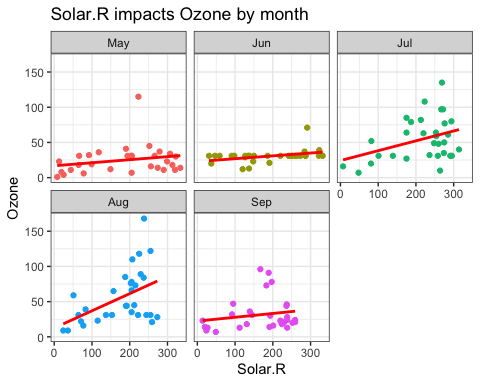 Solar.R impacts Ozone by month
May Jun Jul
150
100
50
0
Ozone
0 100 200 300
Aug Sep
150
100
50
0
0 100 200 300 0 100 200 300
Solar.R